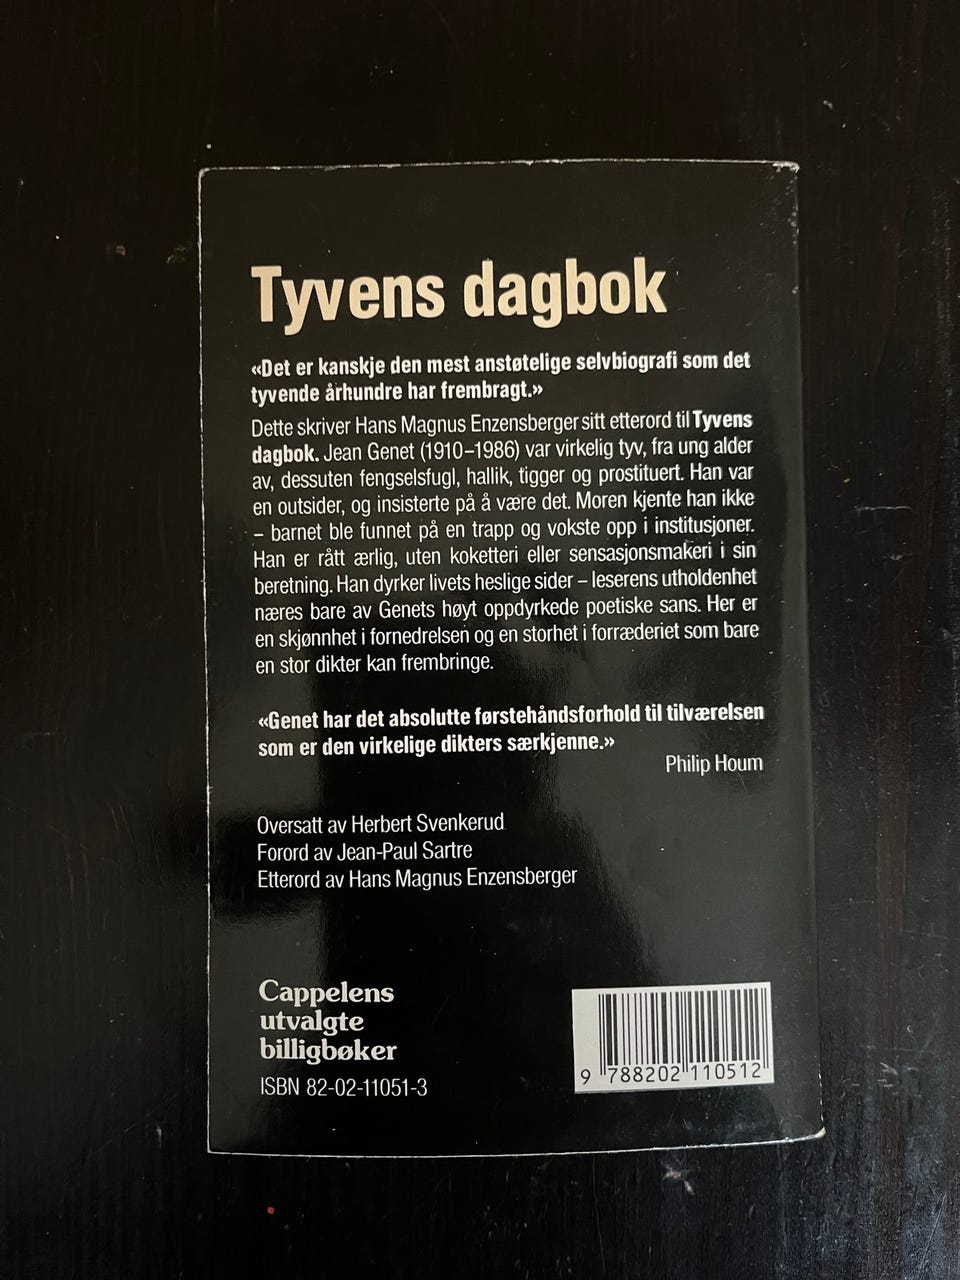 Tyvens dagbok
«Det er kanskje den mest anstøtelige selvbiografi som det
tyvende århundre har frembragt.»
Dette skriver Hans Magnus Enzensberger sitt etterord til Tyvens
dagbok. Jean Genet (1910–1986) var virkelig tyv, fra ung alder
av, dessuten fengselsfugl, hallik, tigger og prostituert. Han var
en outsider, og insisterte på å være det. Moren kjente han ikke
– barnet ble funnet på en trapp og vokste opp i institusjoner.
Han er rått ærlig, uten koketteri eller sensasjonsmakeri i sin
beretning. Han dyrker livets heslige sider – leserens utholdenhet
næres bare av Genets høyt oppdyrkede poetiske sans. Her er
en skjønnhet i fornedrelsen og en storhet i forræderiet som bare
en stor dikter kan frembringe.
«Genet har det absolutte førstehåndsforhold til tilværelsen
som er den virkelige dikters særkjenne.»
Philip Houm
Oversatt av Herbert Svenkerud
Forord av Jean-Paul Sartre
Etterord av Hans Magnus Enzensberger
Cappelens
utvalgte
billigbøker
ISBN 82-02-11051-3
9 788202 110512